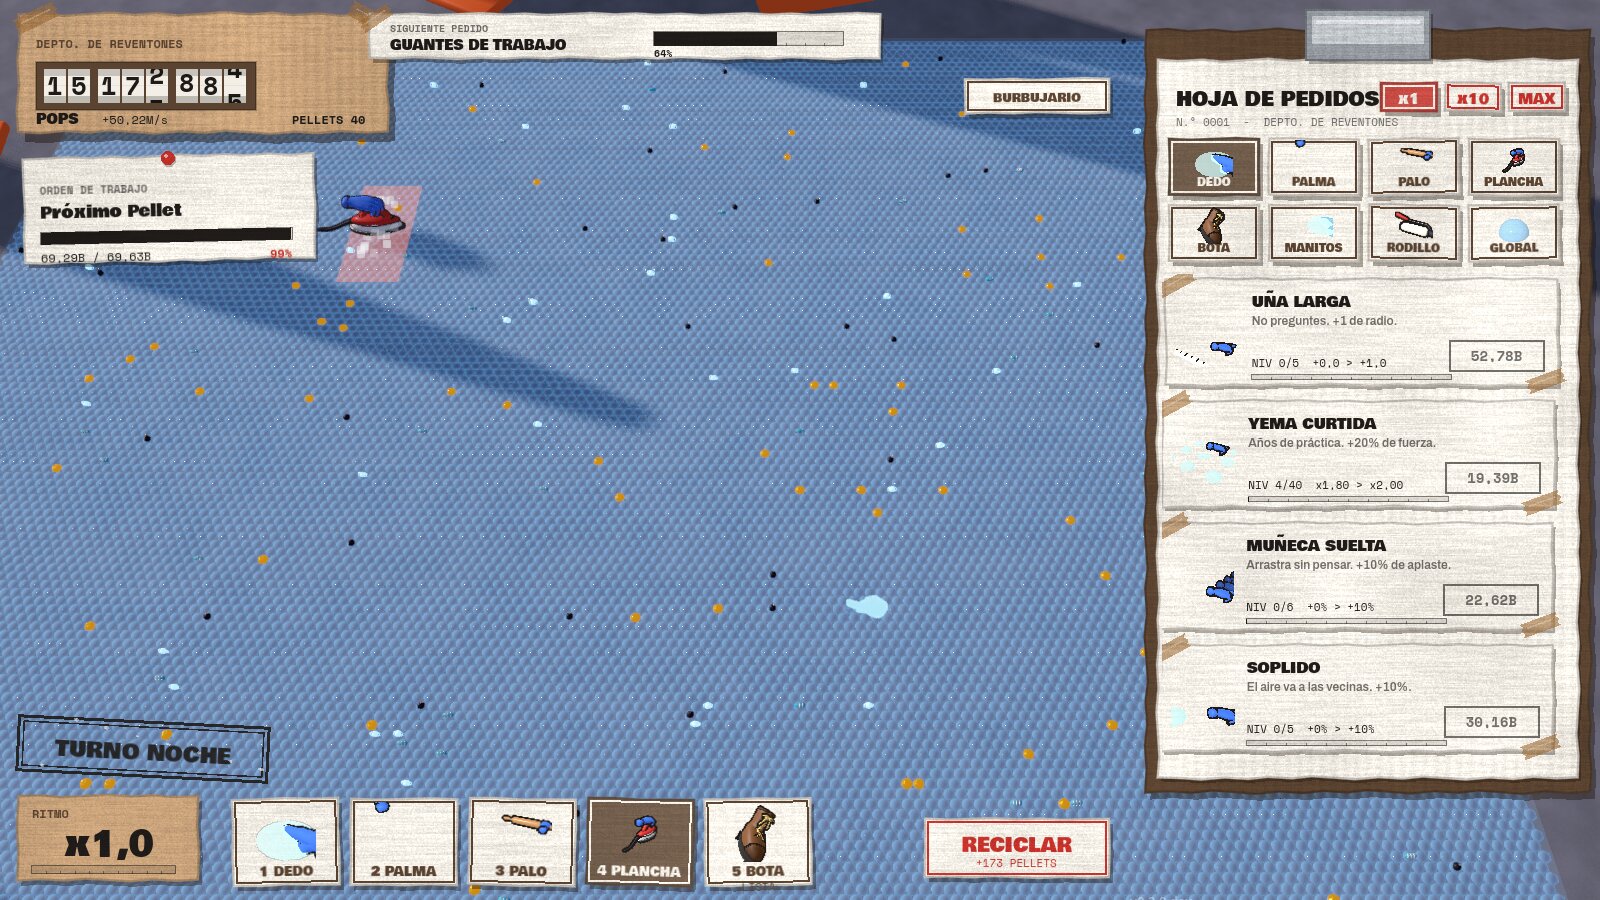 DEPTO. DE REVENTONES
POPS +50,22M/s PELLETS 40
SIGUIENTE PEDIDO
GUANTES DE TRABAJO
64%
BURBUJARIO
ORDEN DE TRABAJO
Próximo Pellet
69,29B / 69,63B 99%
HOJA DE PEDIDOS x1 x10 MAX
N.° 0001 - DEPTO. DE REVENTONES
DEDO PALMA PALO PLANCHA
BOTA MANITOS RODILLO GLOBAL
UÑA LARGA
No preguntes. +1 de radio.
NIV 0/5 +0,0 > +1,0 52,78B
YEMA CURTIDA
Años de práctica. +20% de fuerza.
NIV 4/40 x1,80 > x2,00 19,39B
MUÑECA SUELTA
Arrastra sin pensar. +10% de aplaste.
NIV 0/6 +0% > +10% 22,62B
SOPLIDO
El aire va a las vecinas. +10%.
NIV 0/5 +0% > +10% 30,16B
TURNO NOCHE
RITMO
x1,0
1 DEDO 2 PALMA 3 PALO 4 PLANCHA 5 BOTA
RECICLAR
+173 PELLETS